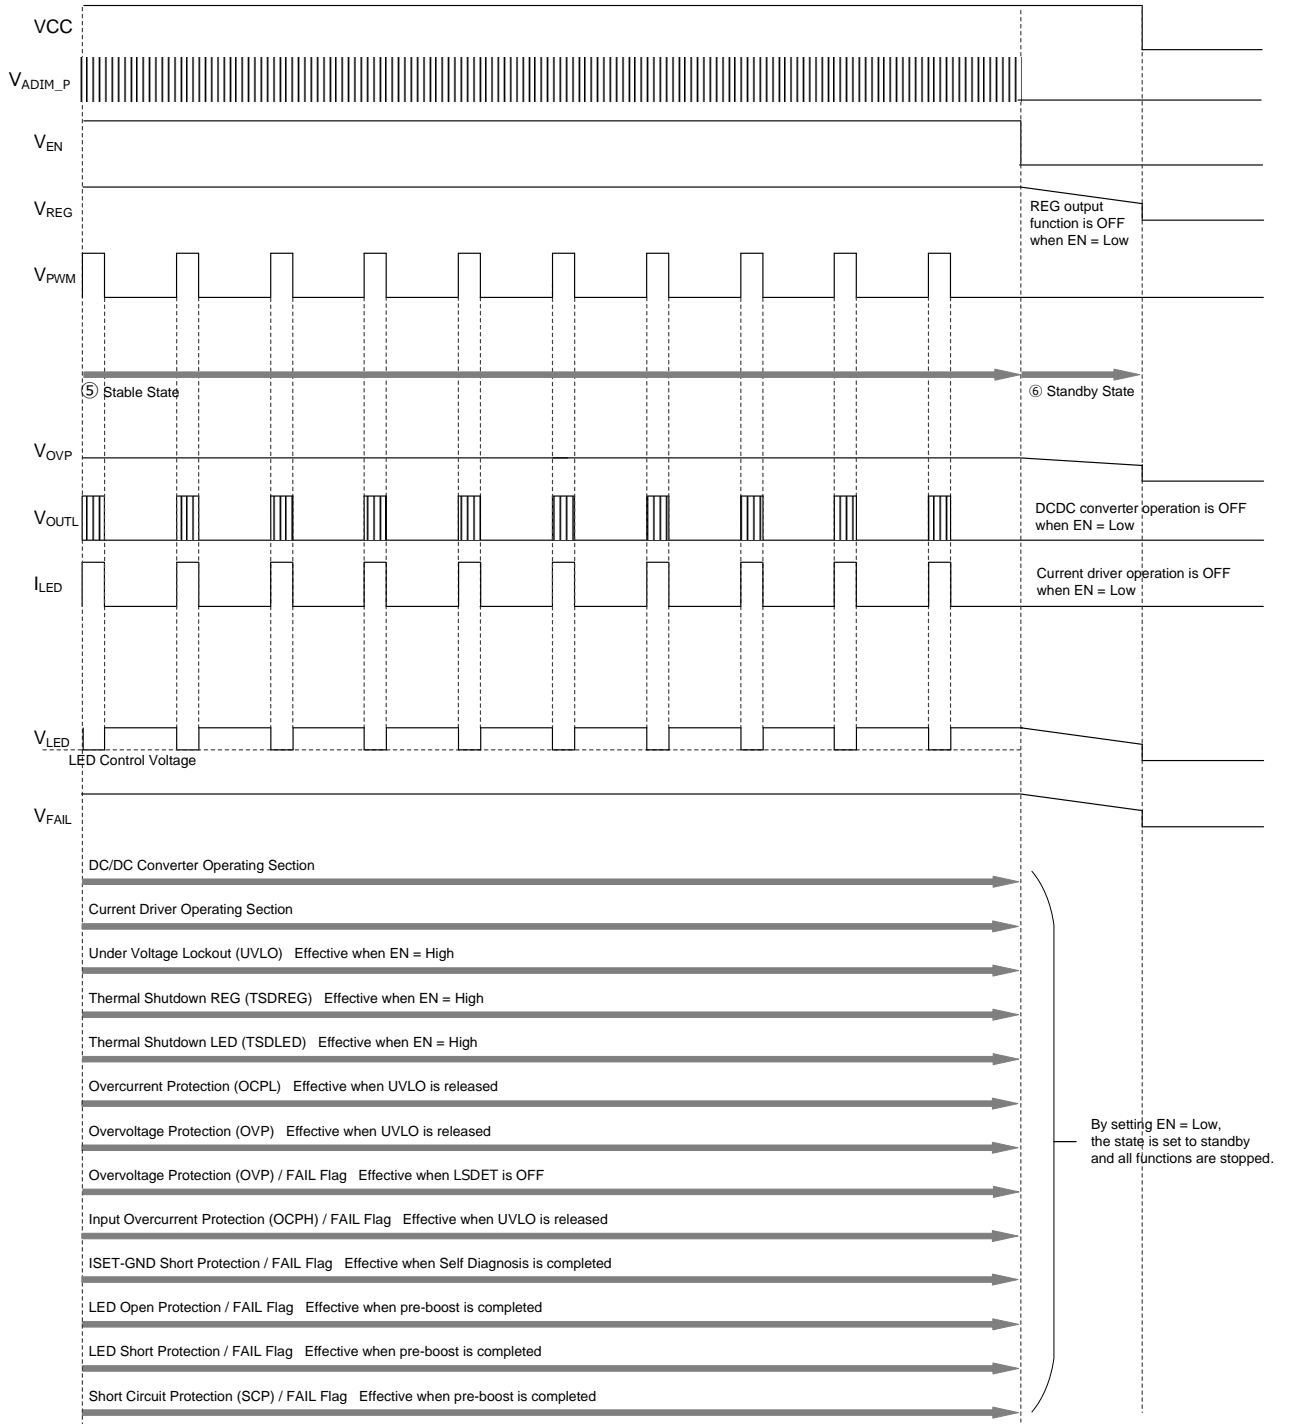 VCC
VADIM_P
VEN
VREG
REG output
function is OFF
when EN = Low
VPWM
⑤ Stable State
⑥ Standby State
VOVP
VOUTL
DCDC converter operation is OFF
when EN = Low
ILED
Current driver operation is OFF
when EN = Low
VLED
LED Control Voltage
VFAIL
DC/DC Converter Operating Section
Current Driver Operating Section
Under Voltage Lockout (UVLO) Effective when EN = High
Thermal Shutdown REG (TSDREG) Effective when EN = High
Thermal Shutdown LED (TSDLED) Effective when EN = High
Overcurrent Protection (OCPL) Effective when UVLO is released
Overvoltage Protection (OVP) Effective when UVLO is released
By setting EN = Low,
the state is set to standby
and all functions are stopped.
Overvoltage Protection (OVP) / FAIL Flag Effective when LSDET is OFF
Input Overcurrent Protection (OCPH) / FAIL Flag Effective when UVLO is released
ISET-GND Short Protection / FAIL Flag Effective when Self Diagnosis is completed
LED Open Protection / FAIL Flag Effective when pre-boost is completed
LED Short Protection / FAIL Flag Effective when pre-boost is completed
Short Circuit Protection (SCP) / FAIL Flag Effective when pre-boost is completed